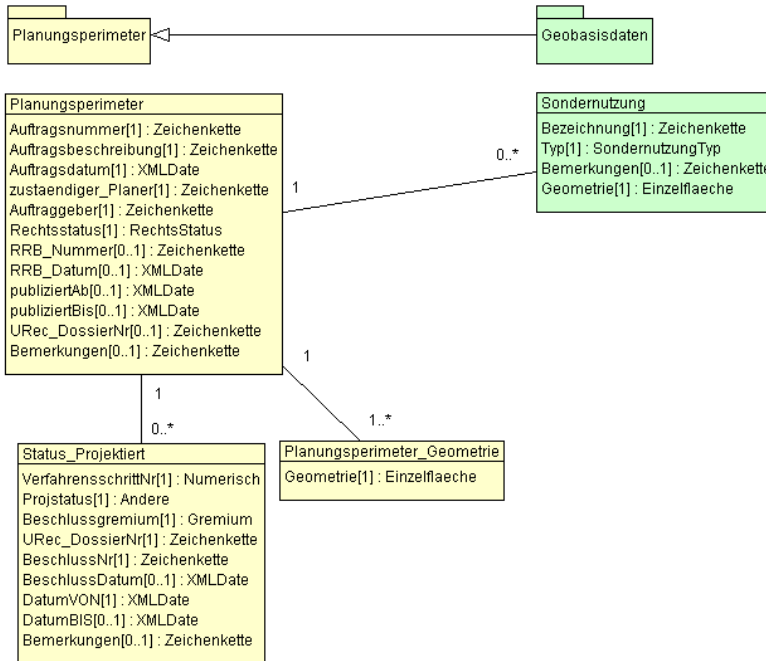 Planungsperimeter
Geobasisdaten
Planungsperimeter
Auftragsnummer[1] : Zeichenkette
Auftragsbeschreibung[1] : Zeichenkette
Auftragsdatum[1] : XMLDate
zustaendiger_Planer[1] : Zeichenkette
Auftraggeber[1] : Zeichenkette
Rechtsstatus[1] : RechtsStatus
RRB_Nummer[0..1] : Zeichenkette
RRB_Datum[0..1] : XMLDate
publiziertAb[0..1] : XMLDate
publiziertBis[0..1] : XMLDate
URec_DossierNr[0..1] : Zeichenkette
Bemerkungen[0..1] : Zeichenkette
Sondernutzung
Bezeichnung[1] : Zeichenkette
Typ[1] : SondernutzungTyp
Bemerkungen[0..1] : Zeichenkette
Geometrie[1] : Einzelflaeche
0..*
1
1
1..*
1
0..*
Status_Projektiert
VerfahrensschrittNr[1] : Numerisch
Projstatus[1] : Andere
Beschlussgremium[1] : Gremium
URec_DossierNr[1] : Zeichenkette
BeschlussNr[1] : Zeichenkette
BeschlussDatum[0..1] : XMLDate
DatumVON[1] : XMLDate
DatumBIS[0..1] : XMLDate
Bemerkungen[0..1] : Zeichenkette
Planungsperimeter_Geometrie
Geometrie[1] : Einzelflaeche